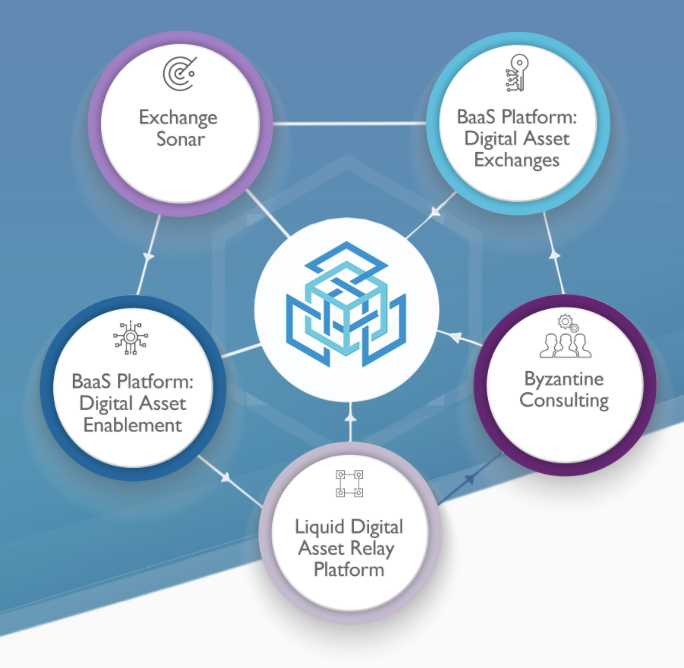 Exchange
Sonar
BaaS Platform:
Digital Asset
Exchanges
BaaS Platform:
Digital Asset
Enablement
Byzantine
Consulting
Liquid Digital
Asset Relay
Platform